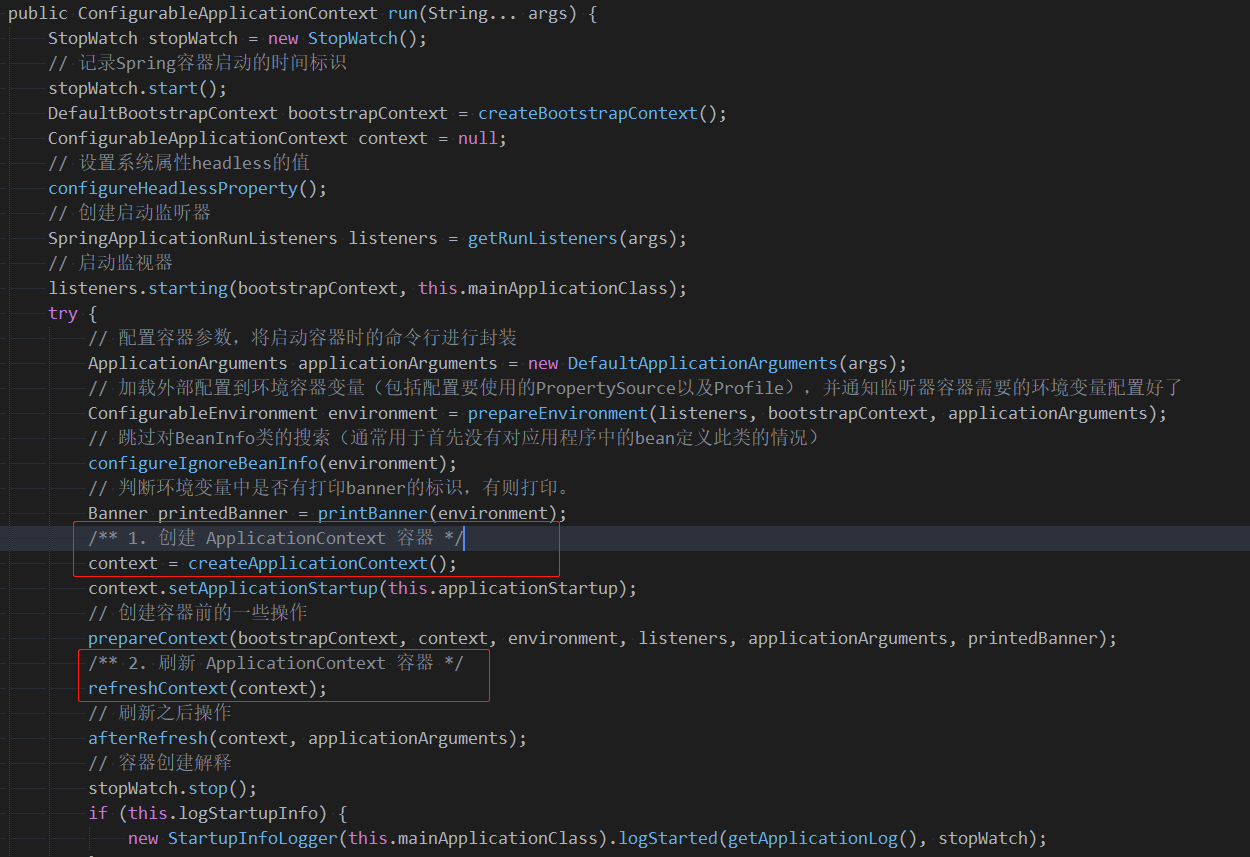 public ConfigurableApplicationContext run(String... args) {
StopWatch stopWatch = new StopWatch();
// 记录Spring容器启动的时间标识
stopWatch.start();
DefaultBootstrapContext bootstrapContext = createBootstrapContext();
ConfigurableApplicationContext context = null;
// 设置系统属性headless的值
configureHeadlessProperty();
// 创建启动监听器
SpringApplicationRunListeners listeners = getRunListeners(args);
// 启动监视器
listeners.starting(bootstrapContext, this.mainApplicationClass);
try {
// 配置容器参数，将启动容器时的命令行进行封装
ApplicationArguments applicationArguments = new DefaultApplicationArguments(args);
// 加载外部配置到环境容器变量（包括配置要使用的PropertySource以及Profile），并通知监听器容器需要的环境变量配置好了
ConfigurableEnvironment environment = prepareEnvironment(listeners, bootstrapContext, applicationArguments);
// 跳过对BeanInfo类的搜索（通常用于首先没有对应用程序中的bean定义此类的情况）
configureIgnoreBeanInfo(environment);
// 判断环境变量中是否有打印banner的标识，有则打印。
Banner printedBanner = printBanner(environment);
/** 1. 创建 ApplicationContext 容器 */
context = createApplicationContext();
context.setApplicationStartup(this.applicationStartup);
// 创建容器前的一些操作
prepareContext(bootstrapContext, context, environment, listeners, applicationArguments, printedBanner);
/** 2. 刷新 ApplicationContext 容器 */
refreshContext(context);
// 刷新之后操作
afterRefresh(context, applicationArguments);
// 容器创建解释
stopWatch.stop();
if (this.logStartupInfo) {
new StartupInfoLogger(this.mainApplicationClass).logStarted(getApplicationLog(), stopWatch);